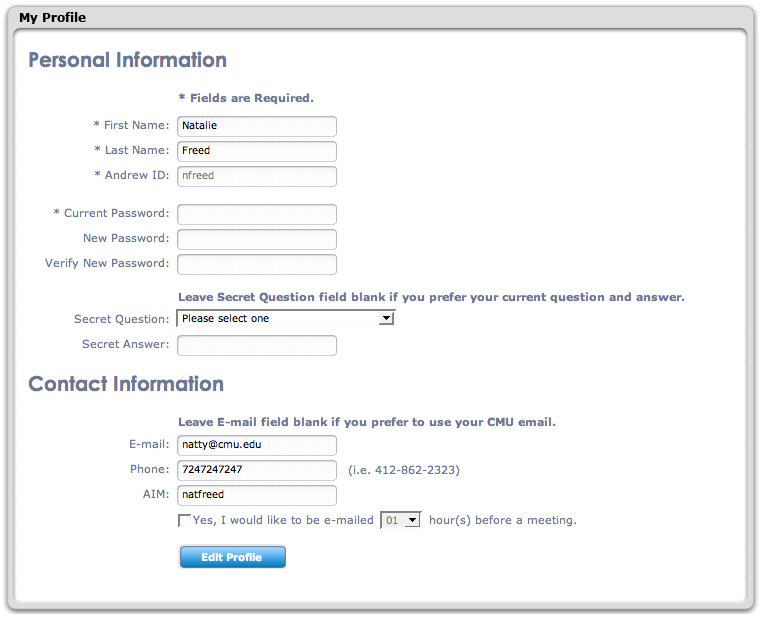 My Profile
Personal Information
* Fields are Required.
* First Name: Natalie
* Last Name: Freed
* Andrew ID: nfreed
* Current Password:
New Password:
Verify New Password:
Leave Secret Question field blank if you prefer your current question and answer.
Secret Question: Please select one
Secret Answer:
Contact Information
Leave E-mail field blank if you prefer to use your CMU email.
E-mail: natty@cmu.edu
Phone: 7247247247 (i.e. 412-862-2323)
AIM: natfreed
Yes, I would like to be e-mailed 01 hour(s) before a meeting.
Edit Profile